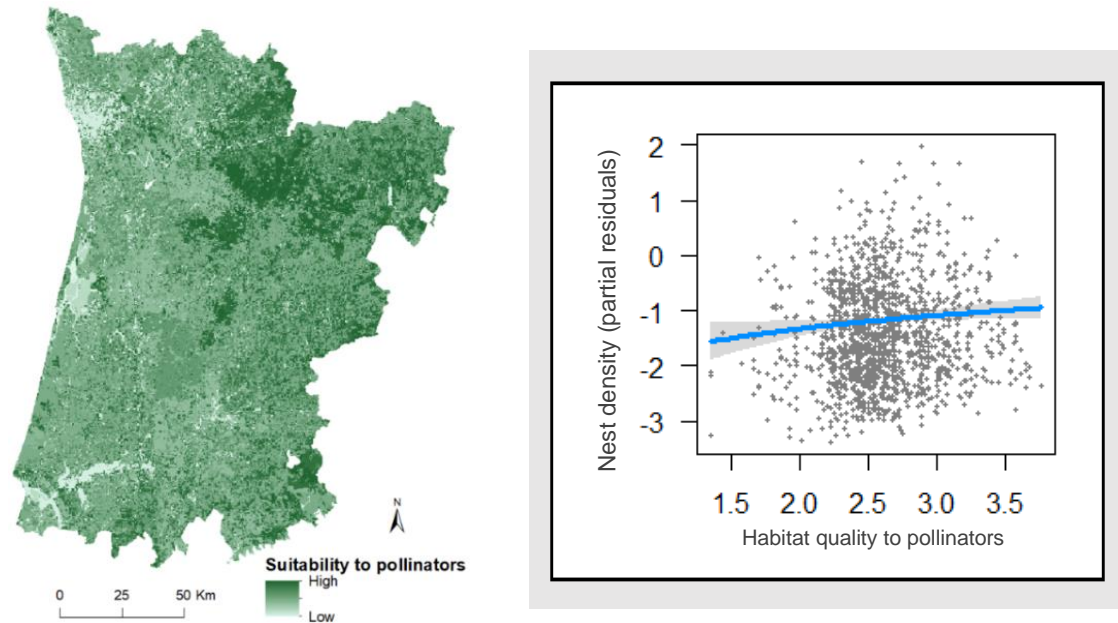 N
Suitability to pollinators
High
Low
0 25 50 Km
Nest density (partial residuals)
2
1
0
-1
-2
-3
1.5 2.0 2.5 3.0 3.5
Habitat quality to pollinators